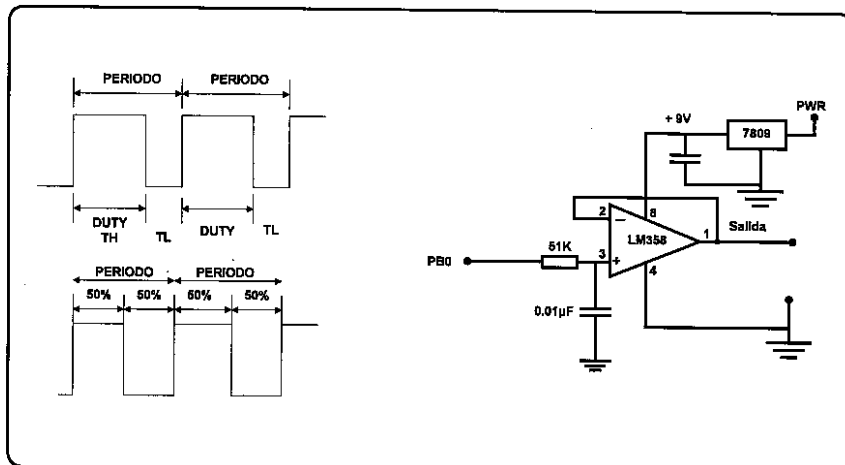 PERIODO PERIODO
DUTY
TH
TL
DUTY
TL
PERIODO PERIODO
50% 50% 50% 50%
PWR
+ 9V
7809
2
8
−
LM358
1
Salida
51K
3
+
4
PB0
0.01µF